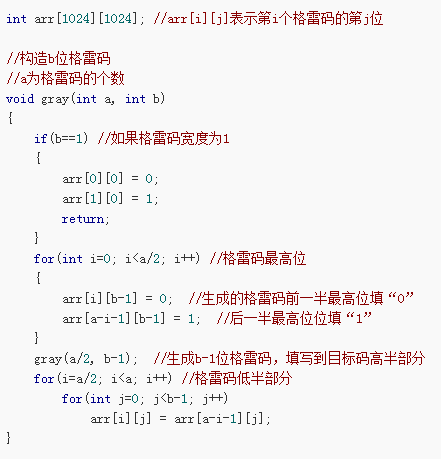 int arr[1024][1024]; //arr[i][j]表示第i个格雷码的第j位
//构造b位格雷码
//a为格雷码的个数
void gray(int a, int b)
{
    if(b==1) //如果格雷码宽度为1
    {
        arr[0][0] = 0;
        arr[1][0] = 1;
        return;
    }
    for(int i=0; i<a/2; i++) //格雷码最高位
    {
        arr[i][b-1] = 0;  //生成的格雷码前一半最高位填“0”
        arr[a-i-1][b-1] = 1;  //后一半最高位位填“1”
    }
    gray(a/2, b-1);  //生成b-1位格雷码，填写到目标码高半部分
    for(i=a/2; i<a; i++) //格雷码低半部分
        for(int j=0; j<b-1; j++)
            arr[i][j] = arr[a-i-1][j];
}